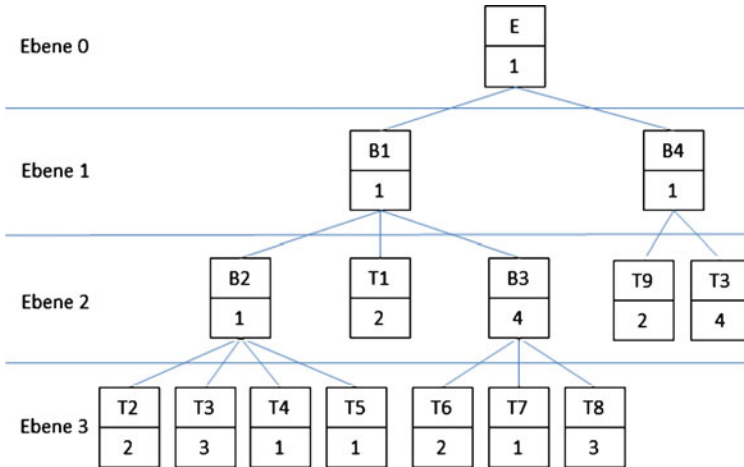 E
Ebene 0
1
B1 B4
Ebene 1
1 1
B2 T1 B3 T9 T3
Ebene 2
1 2 4 2 4
T2 T3 T4 T5 T6 T7 T8
Ebene 3
2 3 1 1 2 1 3